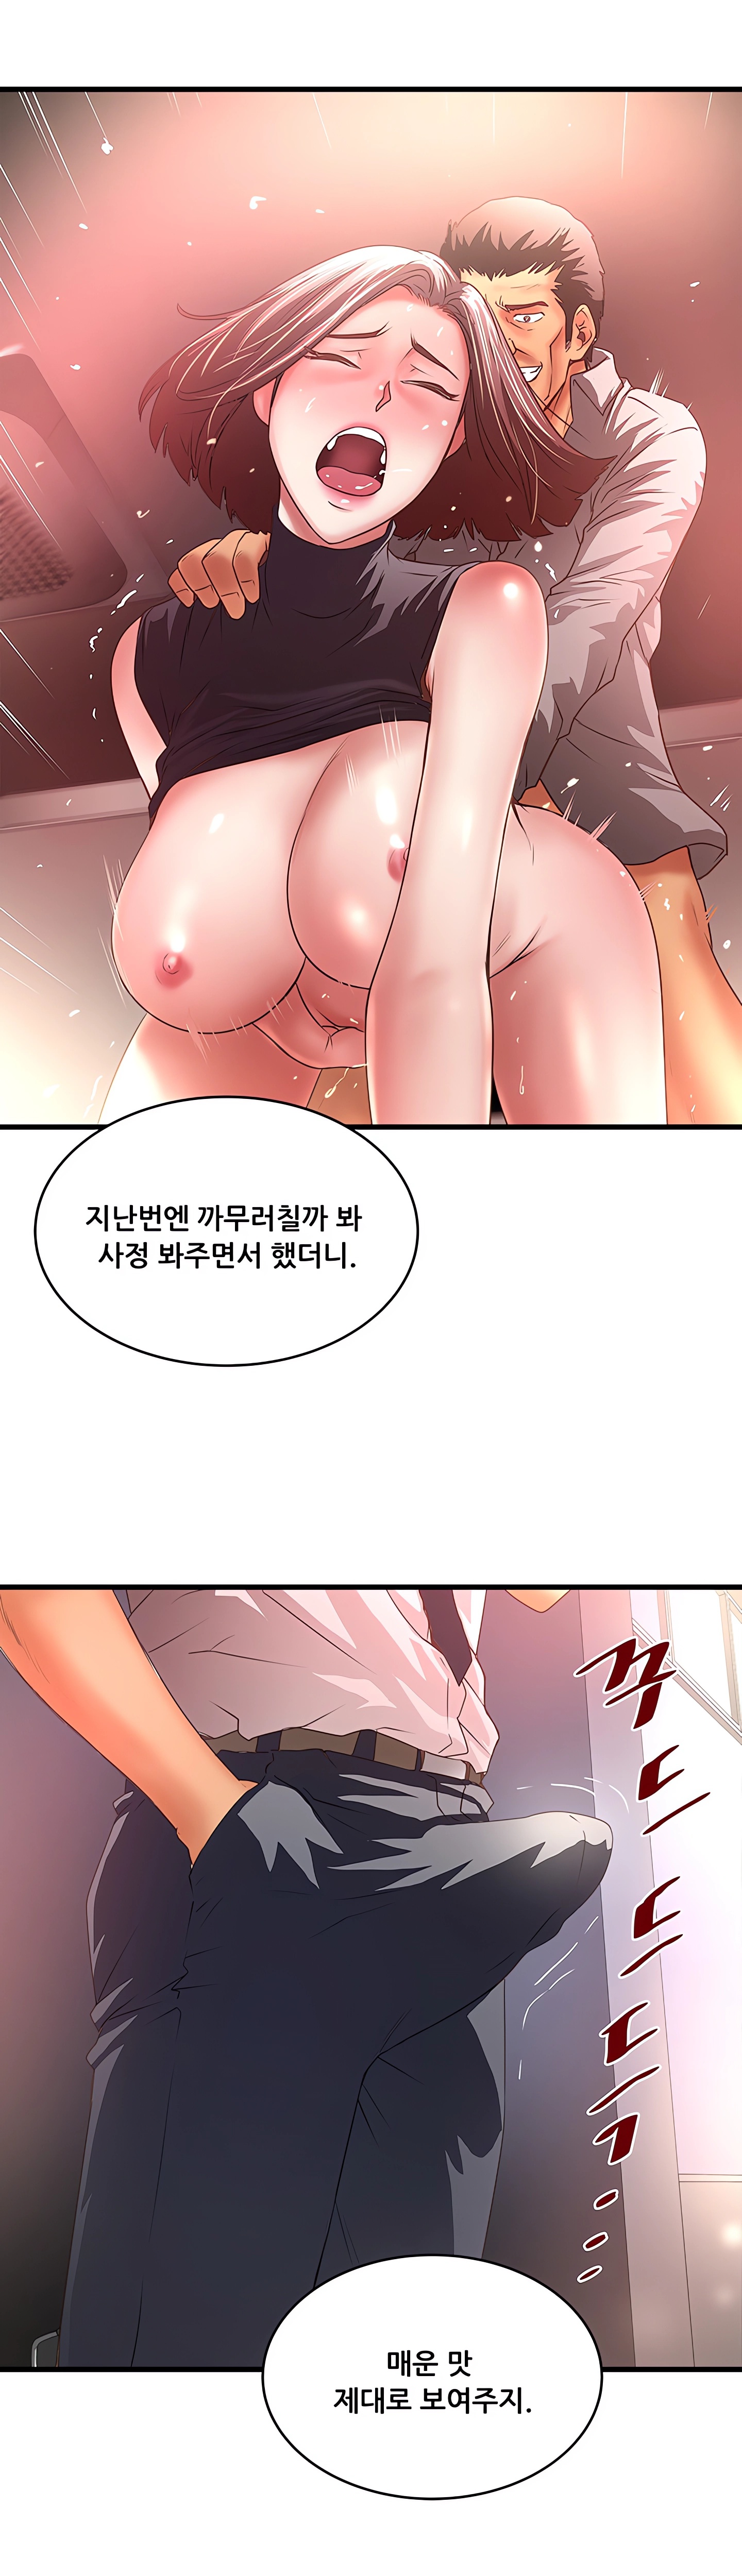 지난번엔 까무러칠까 봐
사정 봐주면서 했더니.
꾸드드드득
매운 맛
제대로 보여주지.